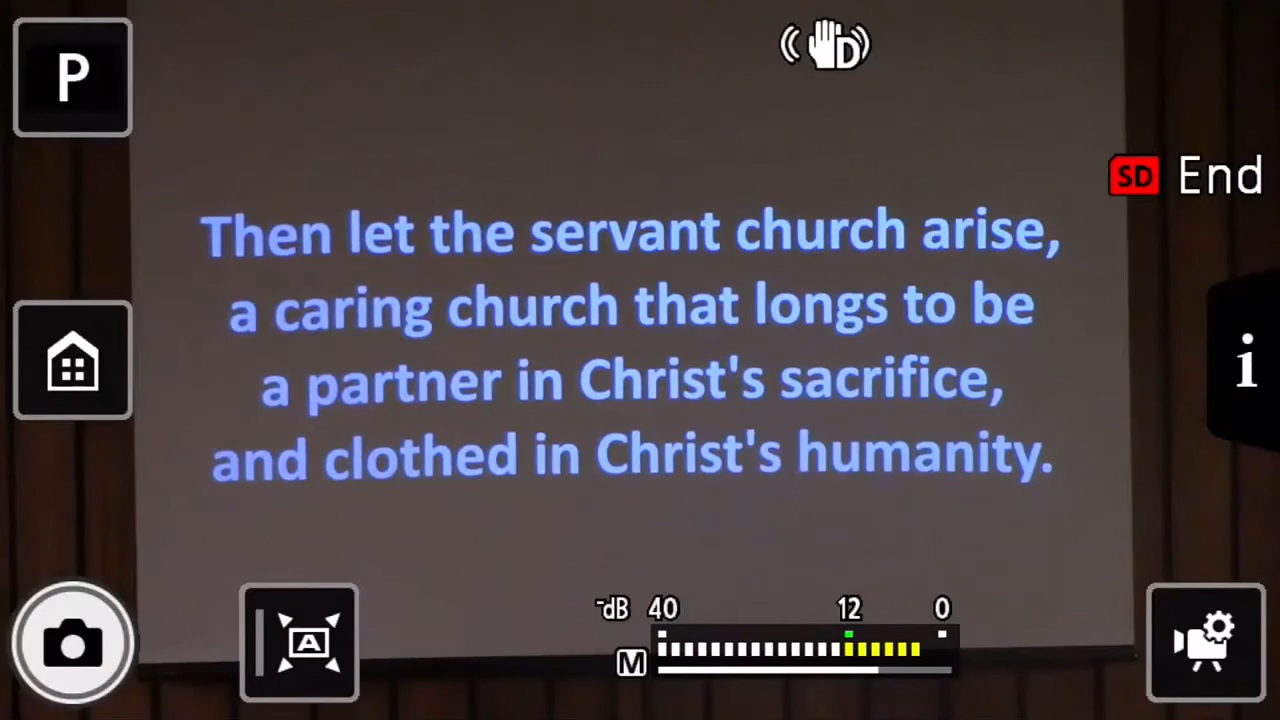 P
D
SD End
Then let the servant church arise,
a caring church that longs to be
i
a partner in Christ's sacrifice,
and clothed in Christ's humanity.
A
-dB 40 12 0
M